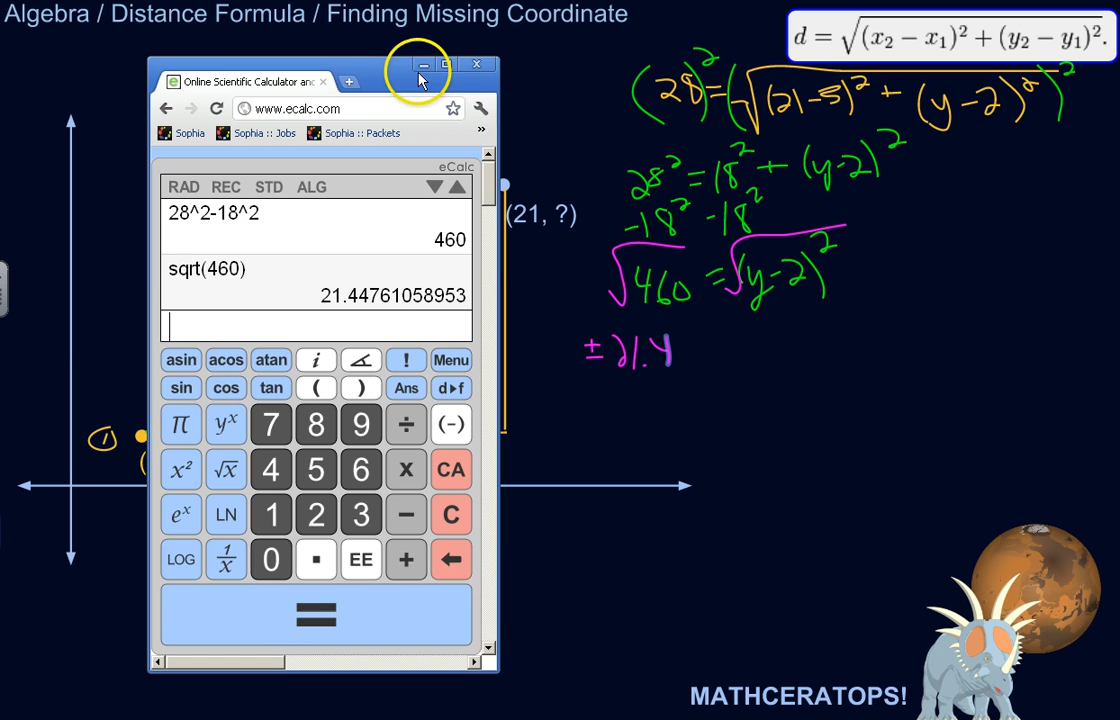 Algebra / Distance Formula / Finding Missing Coordinate
d = √(x₂ − x₁)² + (y₂ − y₁)².
Online Scientific Calculator and
www.ecalc.com
Sophia Sophia :: Jobs Sophia :: Packets »
eCalc
RAD REC STD ALG
28^2-18^2
460
sqrt(460)
21.44761058953
asin acos atan i ∠ ! Menu
sin cos tan ( ) Ans d▸f
π yˣ 7 8 9 ÷ (-)
x² √x 4 5 6 x CA
eˣ LN 1 2 3 − C
LOG 1/x 0 . EE + ←
=
(21, ?)
①
(
(28)² = (√(21−3)² + (y−2)²)²
28² = 18² + (y−2)²
-18² -18²
√460 = √(y−2)²
± 21.4
MATHCERATOPS!